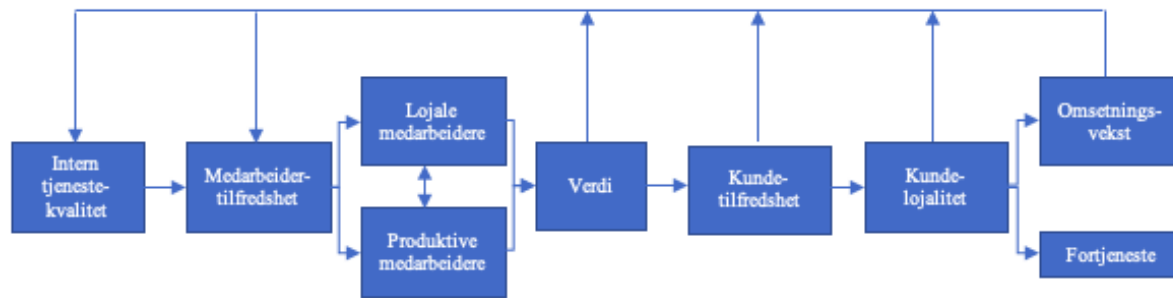 Intern
tjeneste-
kvalitet
Medarbeider-
tilfredshet
Lojale
medarbeidere
Produktive
medarbeidere
Verdi
Kunde-
tilfredshet
Kunde-
lojalitet
Omsetnings-
vekst
Fortjeneste